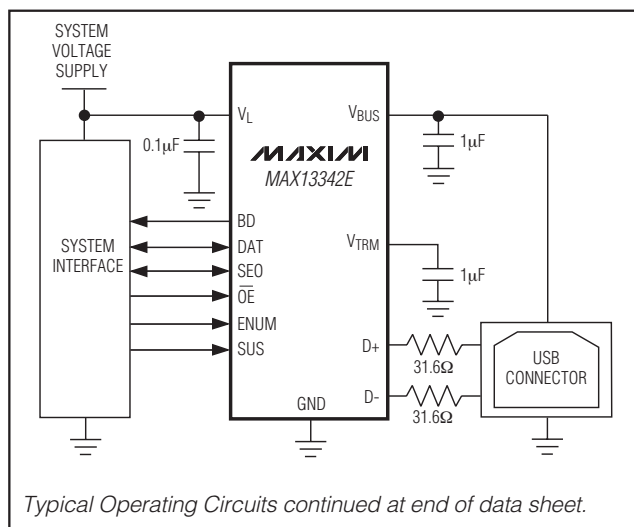 SYSTEM
VOLTAGE
SUPPLY
VL
VBUS
0.1μF
1μF
MAXIM
MAX13342E
BD
DAT
SEO
OE
ENUM
SUS
SYSTEM
INTERFACE
VTRM
1μF
D+
31.6Ω
D-
31.6Ω
GND
USB
CONNECTOR
Typical Operating Circuits continued at end of data sheet.